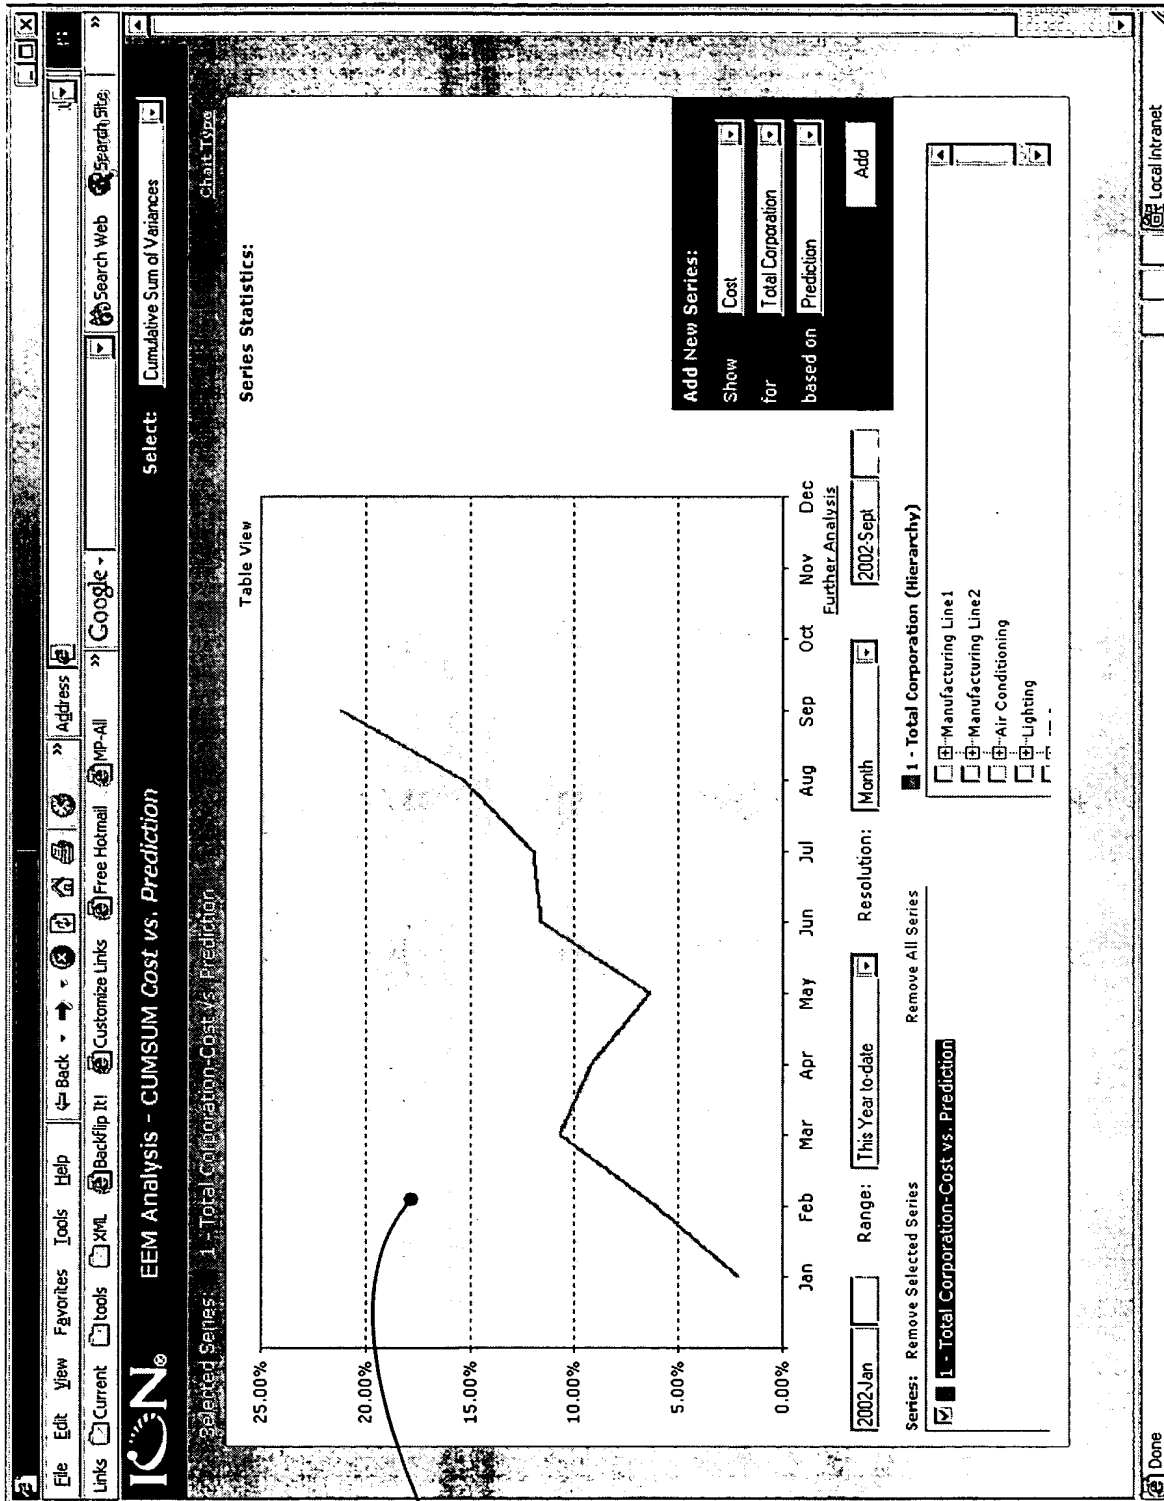 File Edit View Favorites Tools Help Back » Address
Links Current tools XML Backflip It! Customize Links Free Hotmail MP-All » Google Search Web Search Site »
ION® EEM Analysis - CUMSUM Cost vs. Prediction Select: Cumulative Sum of Variances
Selected Series: 1 - Total Corporation-Cost vs. Prediction Chart Type
Table View
Series Statistics:
25.00%
20.00%
15.00%
10.00%
5.00%
0.00%
Jan Feb Mar Apr May Jun Jul Aug Sep Oct Nov Dec
Further Analysis
2002-Jan Range: This Year to-date Resolution: Month 2002-Sept
Add New Series:
Show Cost
for Total Corporation
based on Prediction
Add
Series: Remove Selected Series Remove All Series
1 - Total Corporation-Cost vs. Prediction
1 - Total Corporation (Hierarchy)
Manufacturing Line1
Manufacturing Line2
Air Conditioning
Lighting
Done Local Intranet